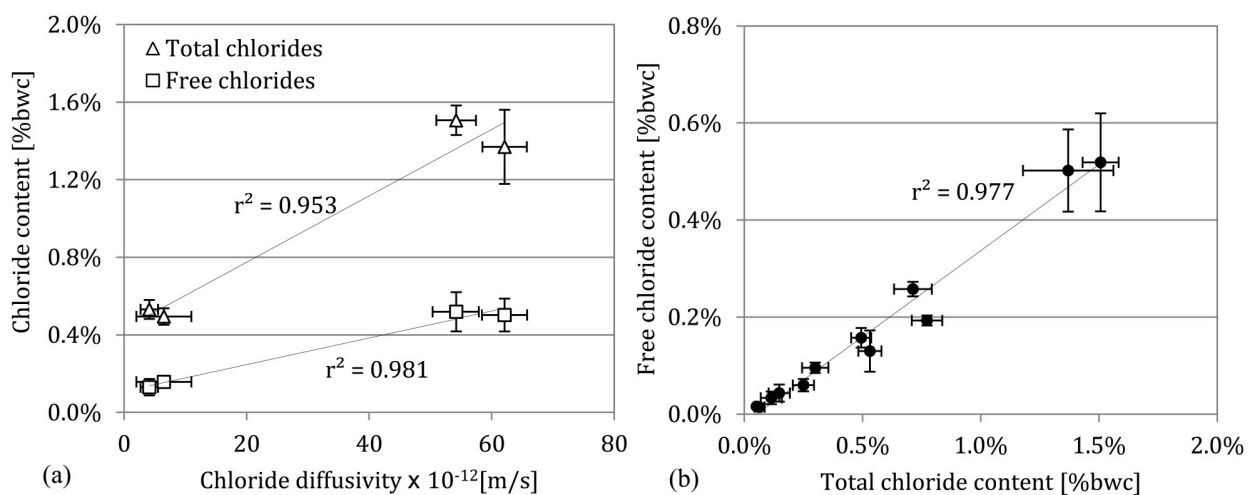 2.0%
1.6%
1.2%
0.8%
0.4%
0.0%
Chloride content [%bwc]
Total chlorides
Free chlorides
r² = 0.953
r² = 0.981
0 20 40 60 80
Chloride diffusivity x 10⁻¹²[m/s]
(a)
0.8%
0.6%
0.4%
0.2%
0.0%
Free chloride content [%bwc]
r² = 0.977
0.0% 0.5% 1.0% 1.5% 2.0%
Total chloride content [%bwc]
(b)